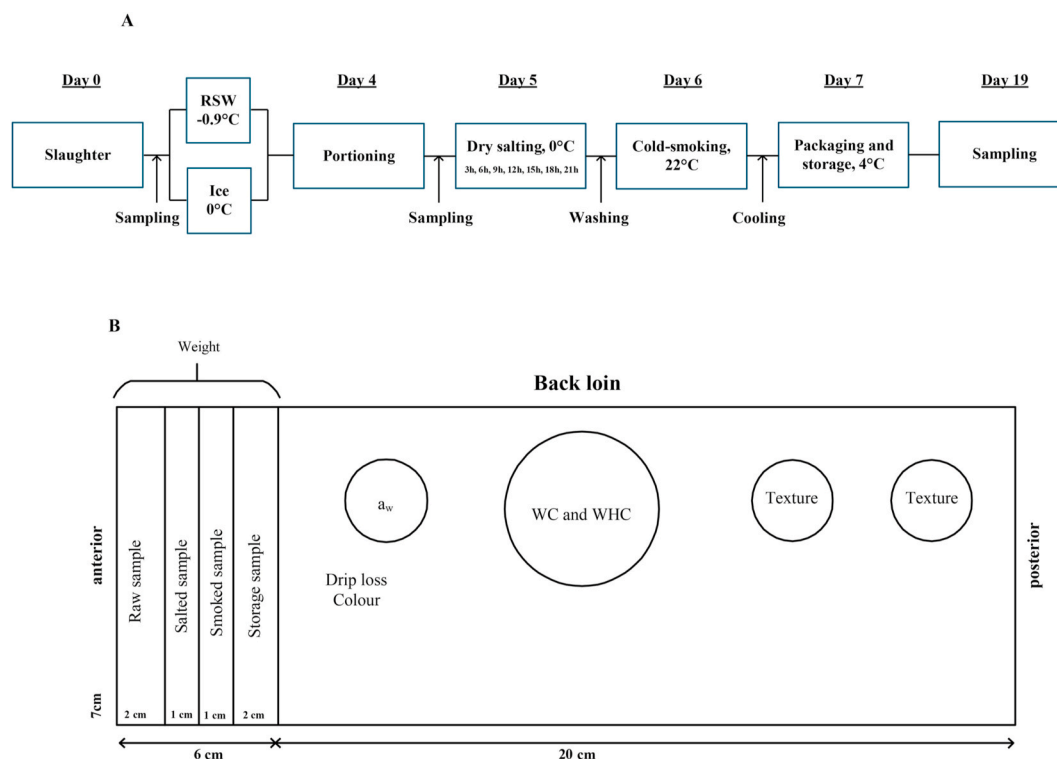 A
Day 0
Day 4
Day 5
Day 6
Day 7
Day 19
Slaughter
RSW
-0.9°C
Ice
0°C
Portioning
Dry salting, 0°C
3h, 6h, 9h, 12h, 15h, 18h, 21h
Cold-smoking,
22°C
Packaging and
storage, 4°C
Sampling
Sampling
Sampling
Washing
Cooling
B
Weight
Back loin
anterior
7cm
Raw sample
Salted sample
Smoked sample
Storage sample
2 cm
1 cm
1 cm
2 cm
aw
Drip loss
Colour
WC and WHC
Texture
Texture
posterior
6 cm
20 cm